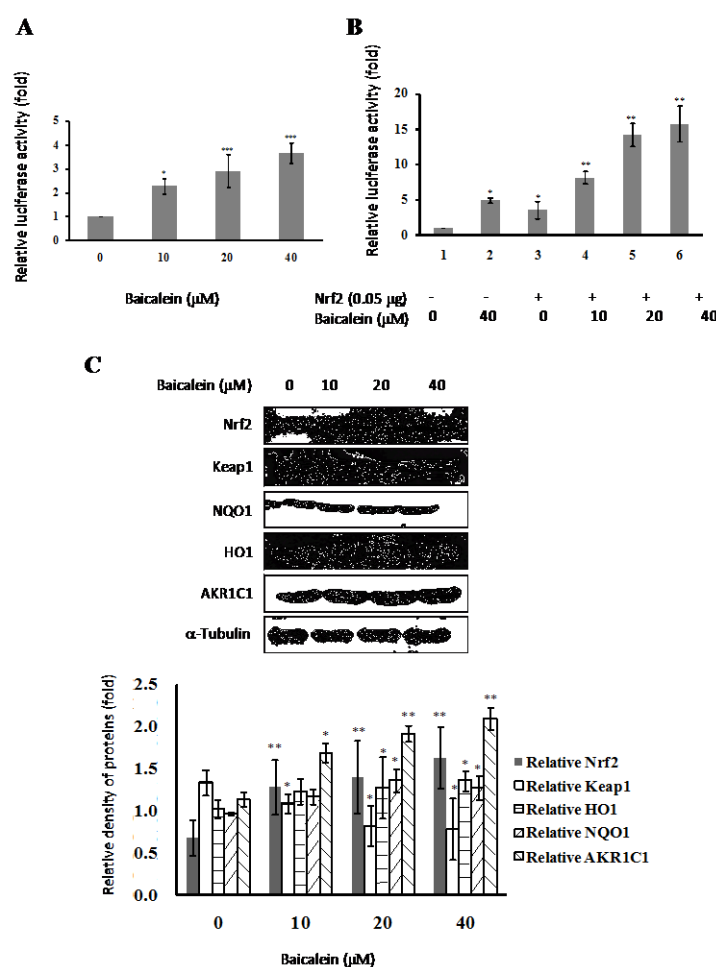 A
Relative luciferase activity (fold)
5
4
3
2
1
0
*
***
***
0 10 20 40
Baicalein (μM)
B
Relative luciferase activity (fold)
20
15
10
5
0
*
*
**
**
**
1 2 3 4 5 6
Nrf2 (0.05 μg) - - + + + +
Baicalein (μM) 0 40 0 10 20 40
C
Baicalein (μM) 0 10 20 40
Nrf2
Keap1
NQO1
HO1
AKR1C1
α-Tubulin
Relative density of proteins (fold)
2.5
2.0
1.5
1.0
0.5
0.0
** * *
** * * * **
** * * * **
0 10 20 40
Baicalein (μM)
Relative Nrf2
Relative Keap1
Relative HO1
Relative NQO1
Relative AKR1C1